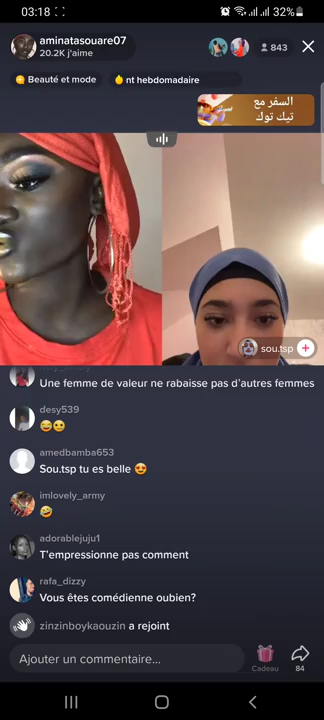 03:18
32%
aminatasouare07
20.2K j'aime
843
Beauté et mode
nt hebdomadaire
السفر مع
تيك توك
sou.tsp
Une femme de valeur ne rabaisse pas d'autres femmes
desy539
😅🙂
amedbamba653
Sou.tsp tu es belle 😍
imlovely_army
🤣
adorablejuju1
T'empressionne pas comment
rafa_dizzy
Vous êtes comédienne oubien?
zinzinboykaouzin a rejoint
Ajouter un commentaire...
Cadeau
84